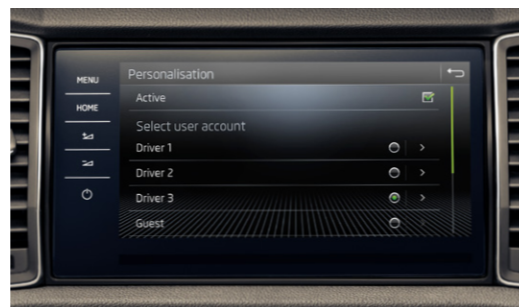 MENU
HOME
Personalisation
Active
Select user account
Driver 1
Driver 2
Driver 3
Guest